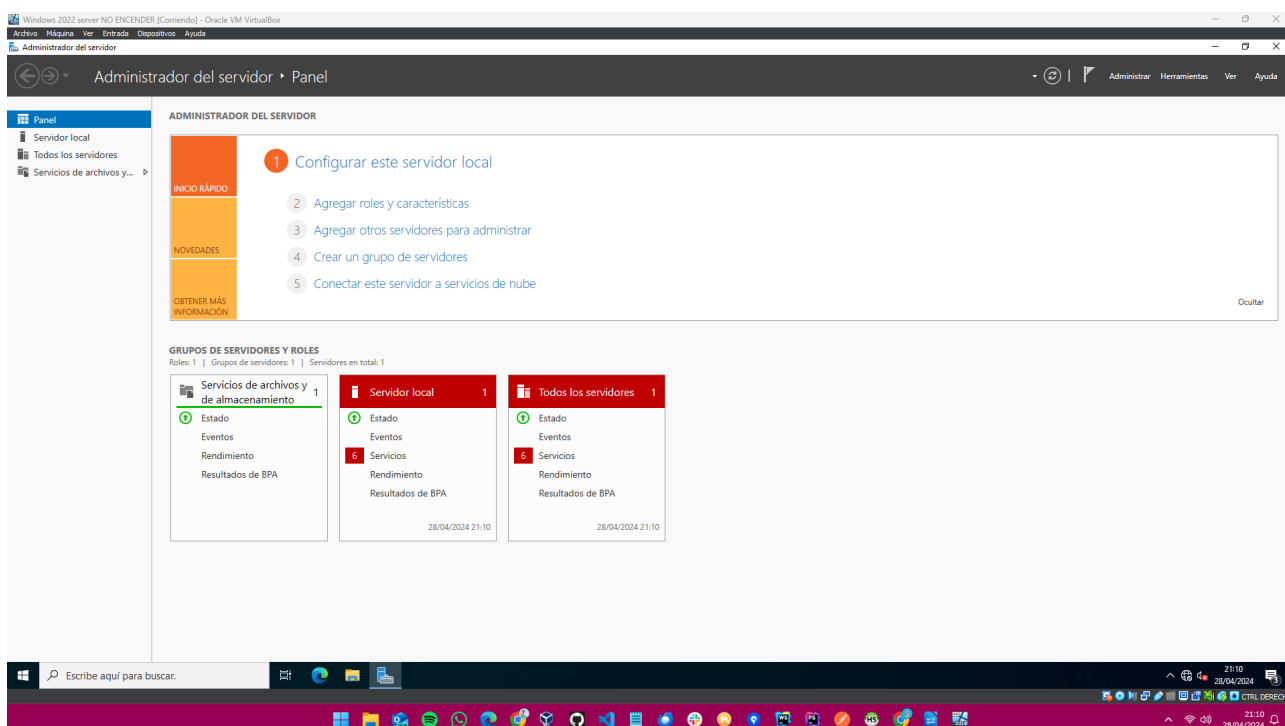 Windows 2022 server NO ENCENDER [Corriendo] - Oracle VM VirtualBox
Archivo Máquina Ver Entrada Dispositivos Ayuda
Administrador del servidor
Administrador del servidor • Panel
Administrar Herramientas Ver Ayuda
Panel
Servidor local
Todos los servidores
Servicios de archivos y...
ADMINISTRADOR DEL SERVIDOR
INICIO RÁPIDO
NOVEDADES
OBTENER MÁS
INFORMACIÓN
1 Configurar este servidor local
2 Agregar roles y características
3 Agregar otros servidores para administrar
4 Crear un grupo de servidores
5 Conectar este servidor a servicios de nube
Ocultar
GRUPOS DE SERVIDORES Y ROLES
Roles: 1 | Grupos de servidores: 1 | Servidores en total: 1
Servicios de archivos y
de almacenamiento
1
Estado
Eventos
Rendimiento
Resultados de BPA
Servidor local 1
Estado
Eventos
6 Servicios
Rendimiento
Resultados de BPA
28/04/2024 21:10
Todos los servidores 1
Estado
Eventos
6 Servicios
Rendimiento
Resultados de BPA
28/04/2024 21:10
Escribe aquí para buscar.
21:10
28/04/2024
3
CTRL DEREC
21:10
28/04/2024